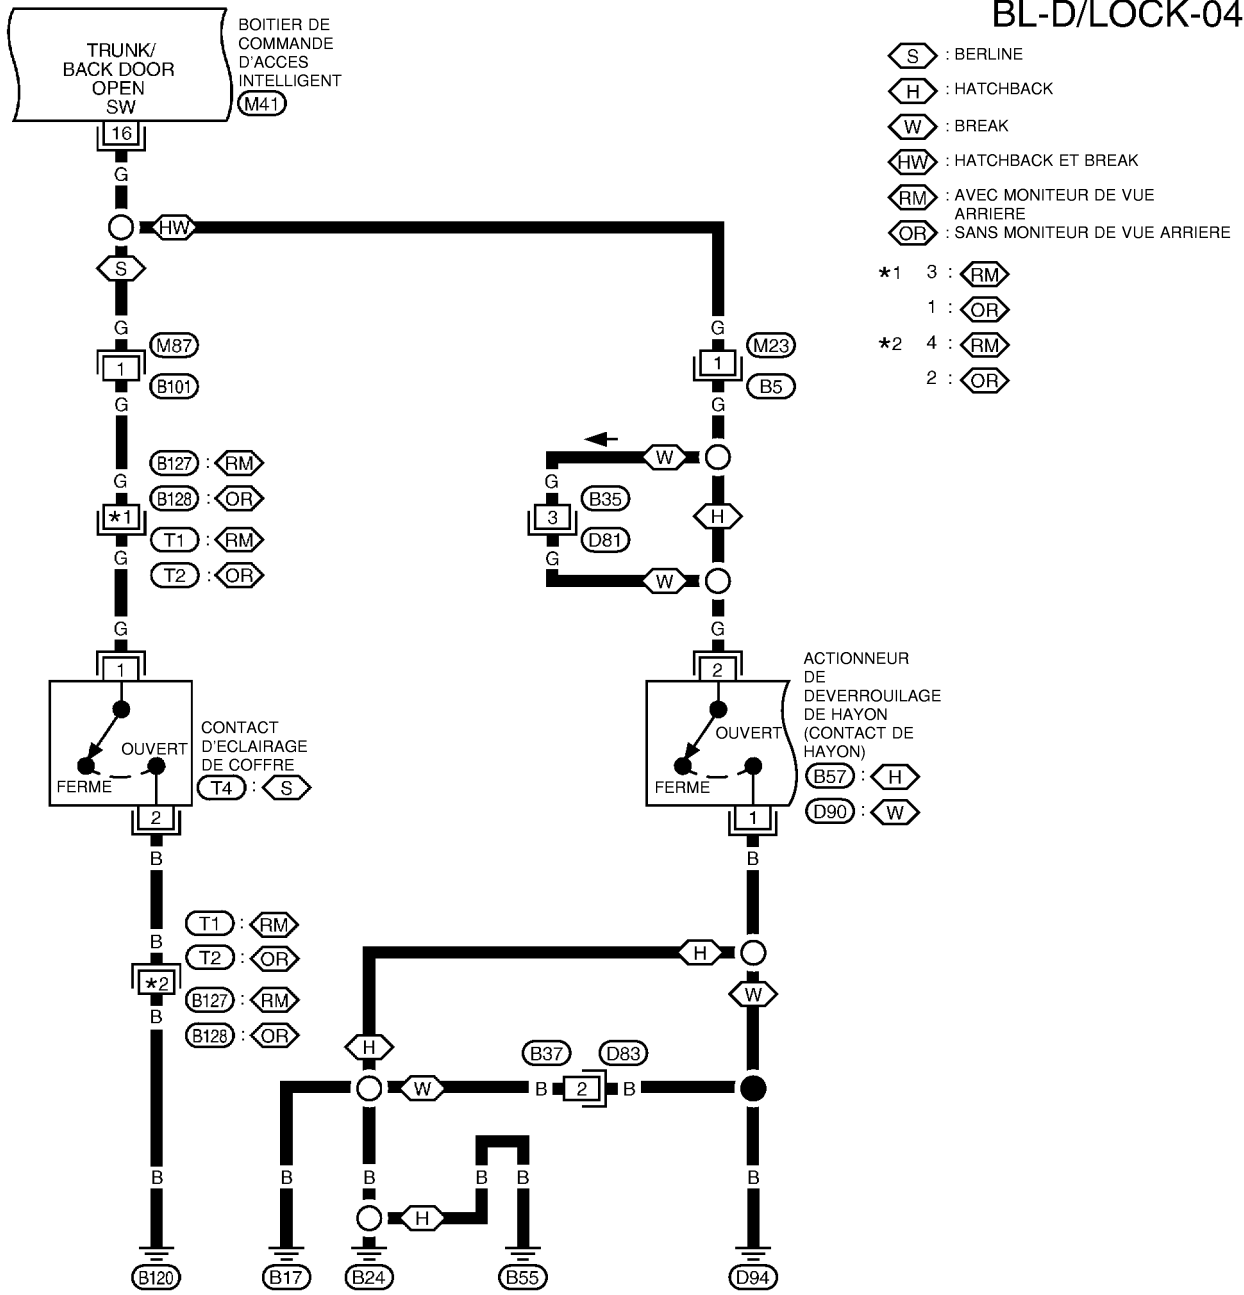 BL-D/LOCK-04
BOITIER DE
COMMANDE
D'ACCES
INTELLIGENT
M41
TRUNK/
BACK DOOR
OPEN
SW
16
G
HW
S
S : BERLINE
H : HATCHBACK
W : BREAK
HW : HATCHBACK ET BREAK
RM : AVEC MONITEUR DE VUE
ARRIERE
OR : SANS MONITEUR DE VUE ARRIERE
*1 3 : RM
1 : OR
*2 4 : RM
2 : OR
G
M87
1
B101
G
G
M23
1
B5
G
B127 : RM
B128 : OR
G
*1
T1 : RM
T2 : OR
G
G
W
G
B35
3
D81
G
H
W
G
1
OUVERT
FERME
2
CONTACT
D'ECLAIRAGE
DE COFFRE
T4 : S
2
OUVERT
FERME
1
ACTIONNEUR
DE
DEVERROUILAGE
DE HAYON
(CONTACT DE
HAYON)
B57 : H
D90 : W
B
B
T1 : RM
T2 : OR
B
*2
B127 : RM
B128 : OR
B
H
W
H
B37 D83
W B 2 B
B B B B B B
H
B120 B17 B24 B55 D94